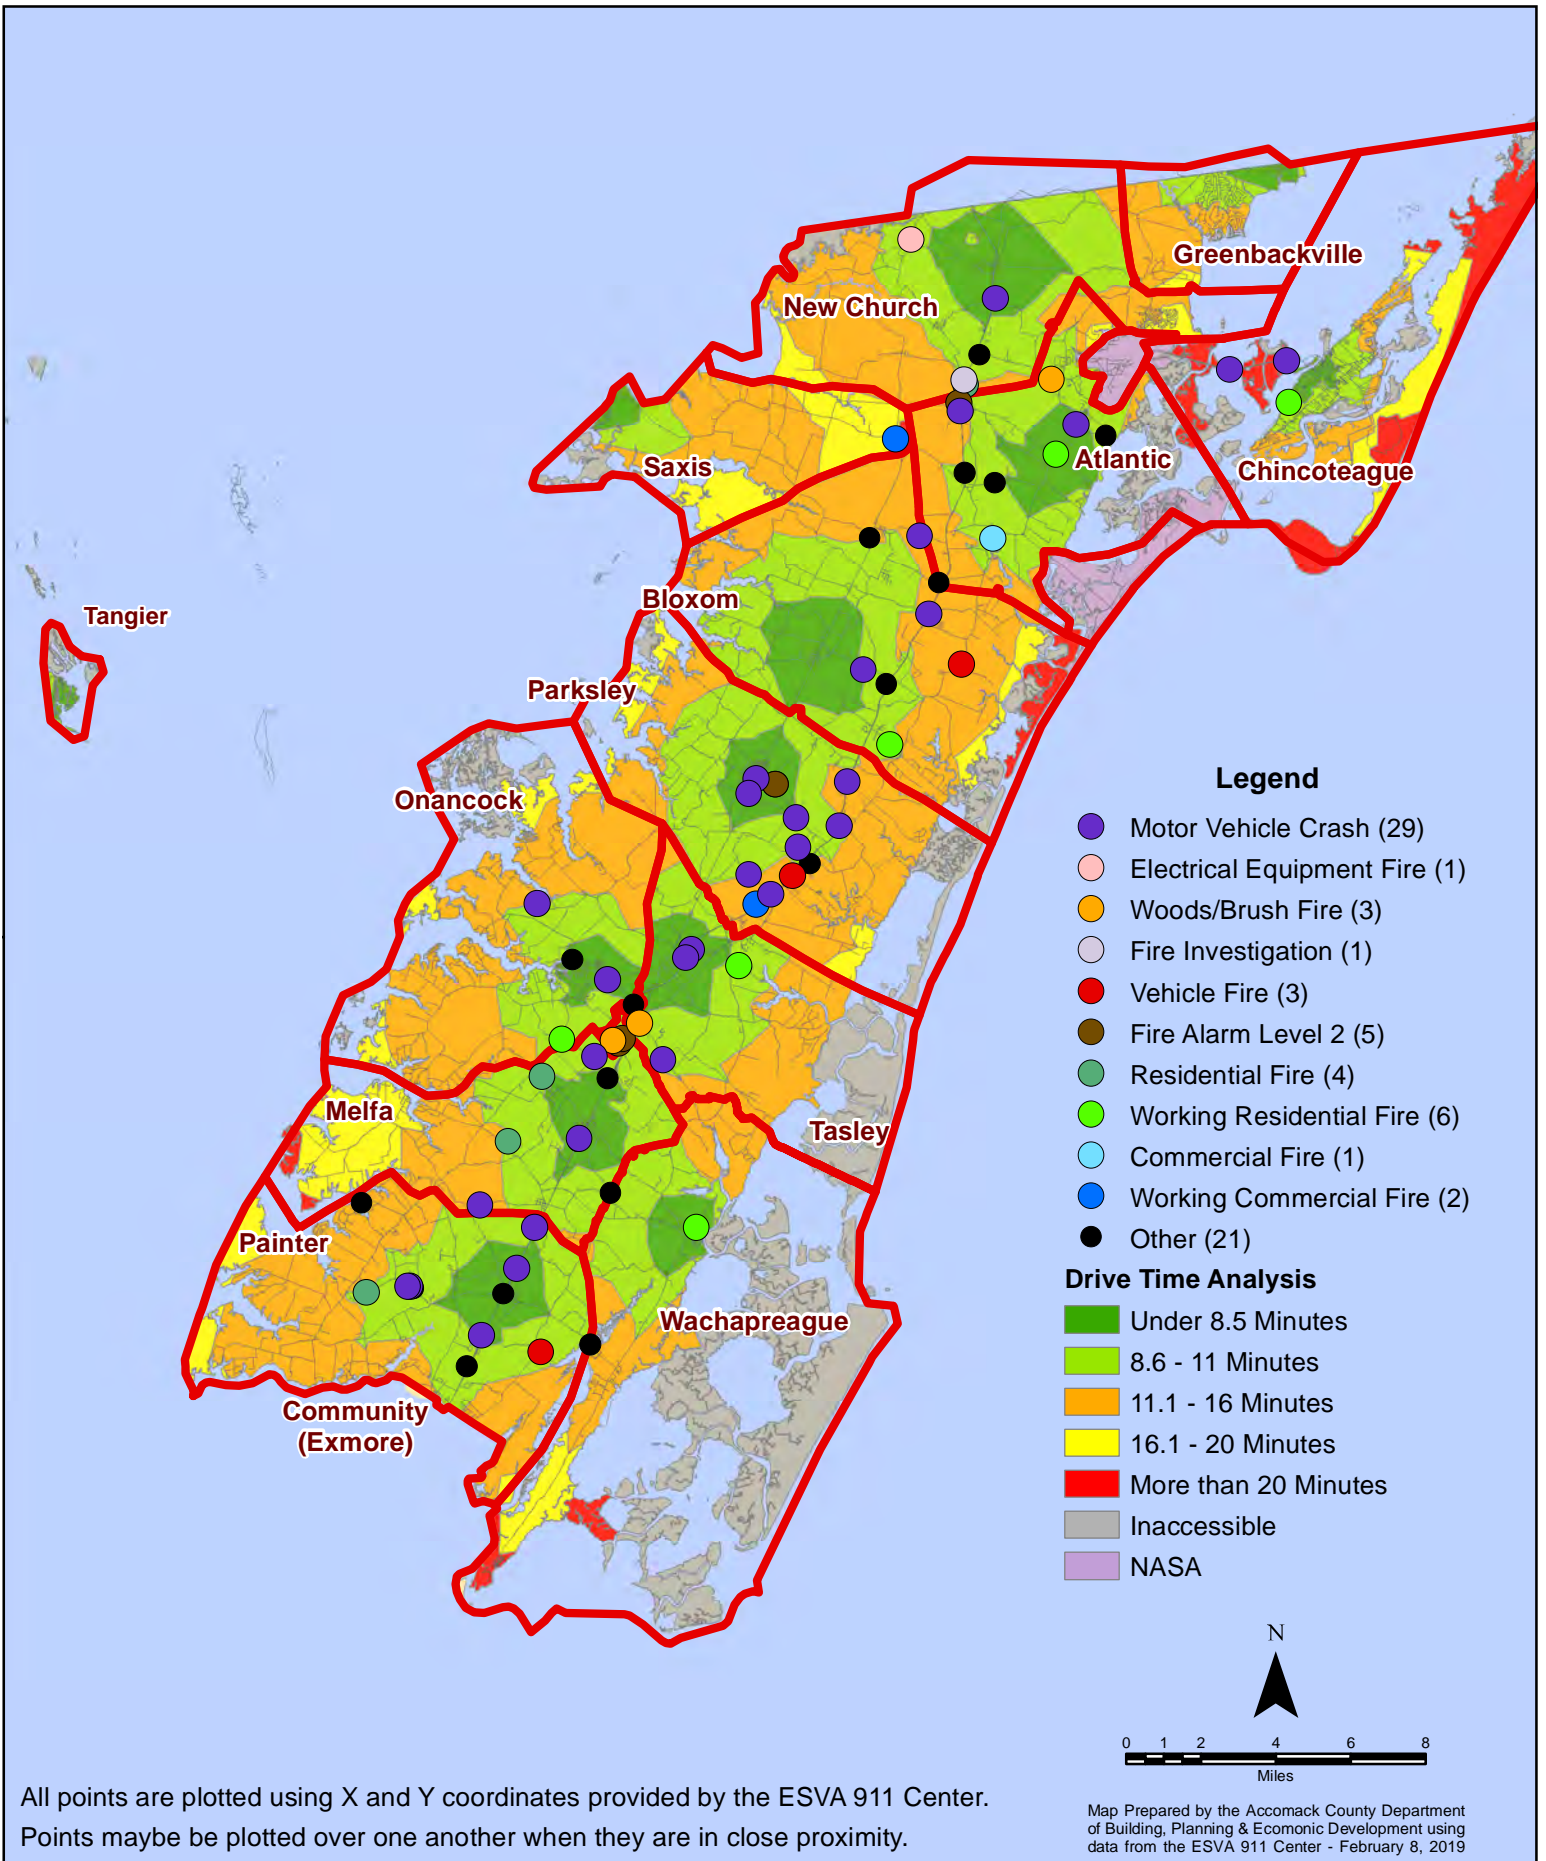 Greenbackville
New Church
Saxis
Atlantic
Chincoteague
Tangier
Bloxom
Parksley
Onancock
Melfa
Tasley
Painter
Wachapreague
Community
(Exmore)
Legend
Motor Vehicle Crash (29)
Electrical Equipment Fire (1)
Woods/Brush Fire (3)
Fire Investigation (1)
Vehicle Fire (3)
Fire Alarm Level 2 (5)
Residential Fire (4)
Working Residential Fire (6)
Commercial Fire (1)
Working Commercial Fire (2)
Other (21)
Drive Time Analysis
Under 8.5 Minutes
8.6 - 11 Minutes
11.1 - 16 Minutes
16.1 - 20 Minutes
More than 20 Minutes
Inaccessible
NASA
N
0 1 2 4 6 8
Miles
All points are plotted using X and Y coordinates provided by the ESVA 911 Center.
Points maybe be plotted over one another when they are in close proximity.
Map Prepared by the Accomack County Department
of Building, Planning & Ecomonic Development using
data from the ESVA 911 Center - February 8, 2019